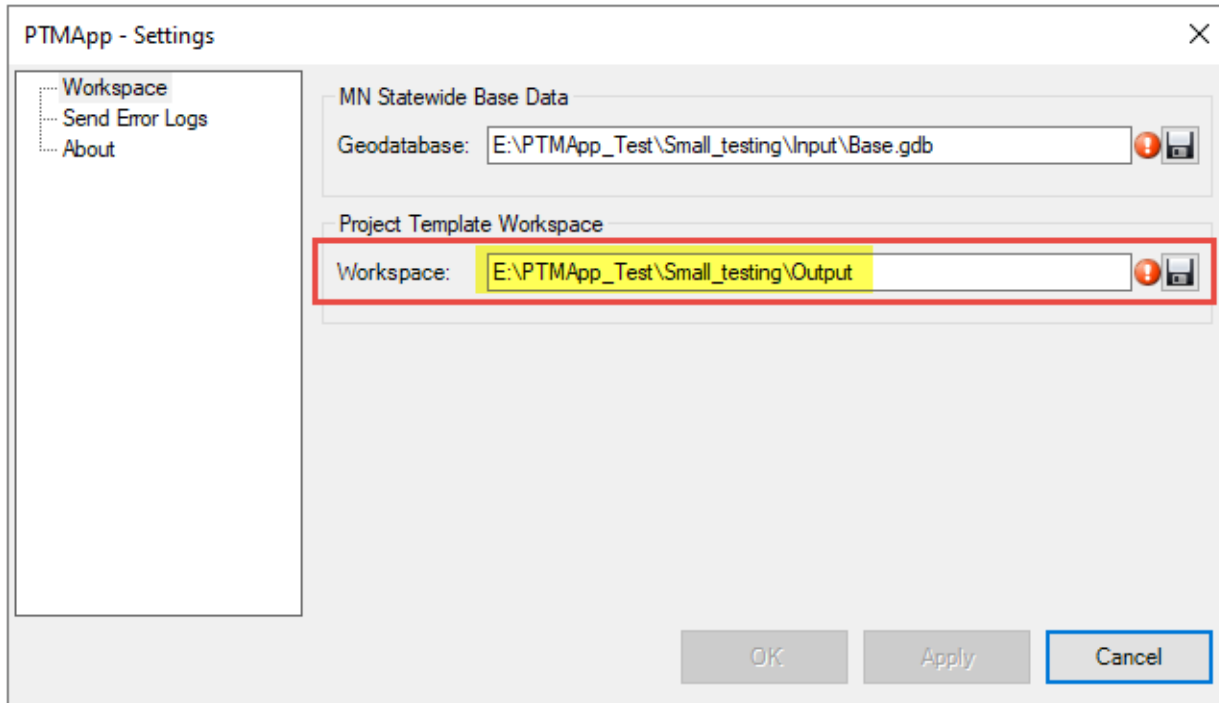 PTMApp - Settings
Workspace
Send Error Logs
About
MN Statewide Base Data
Geodatabase: E:\PTMApp_Test\Small_testing\Input\Base.gdb
Project Template Workspace
Workspace: E:\PTMApp_Test\Small_testing\Output
OK Apply Cancel